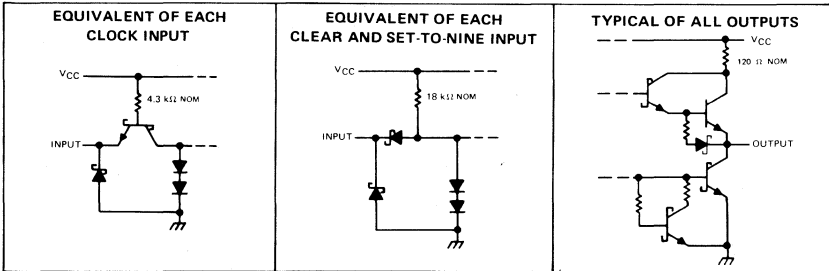 EQUIVALENT OF EACH
CLOCK INPUT
VCC
4.3 kΩ NOM
INPUT
EQUIVALENT OF EACH
CLEAR AND SET-TO-NINE INPUT
VCC
18 kΩ NOM
INPUT
TYPICAL OF ALL OUTPUTS
VCC
120 Ω NOM
OUTPUT